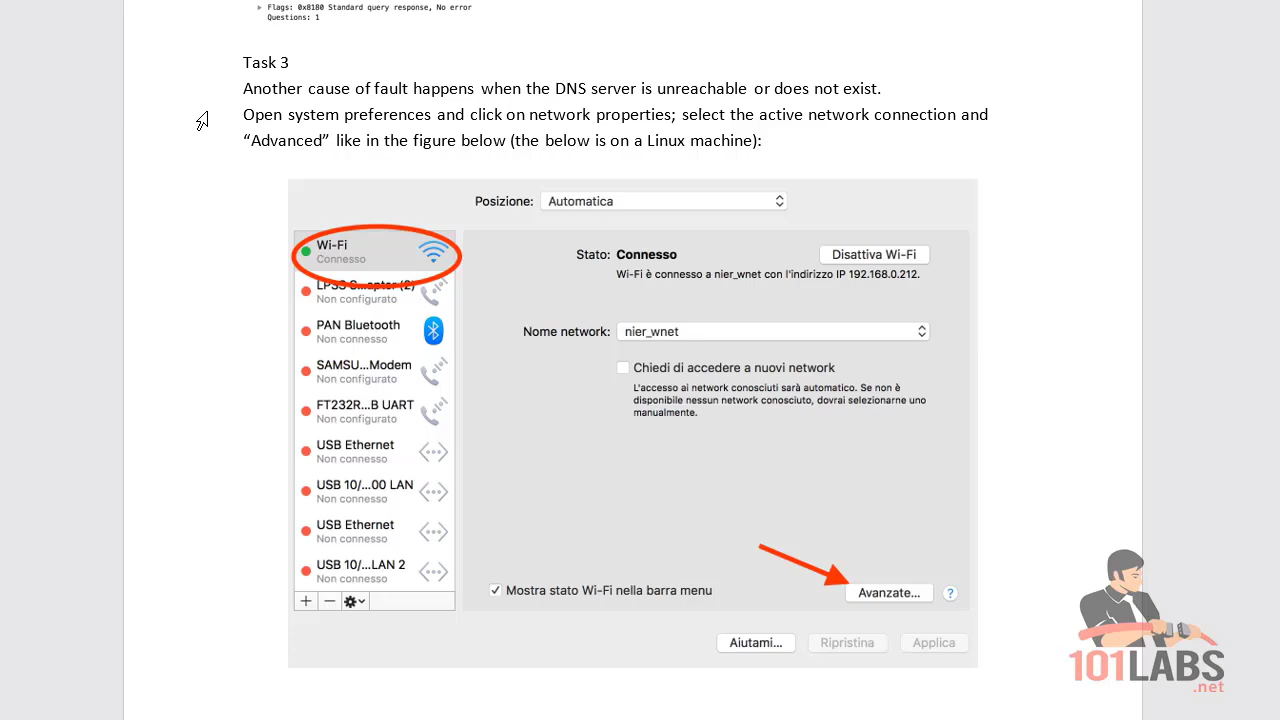 Flags: 0x8180 Standard query response, No error
Questions: 1
Task 3
Another cause of fault happens when the DNS server is unreachable or does not exist.
Open system preferences and click on network properties; select the active network connection and
“Advanced” like in the figure below (the below is on a Linux machine):
Posizione: Automatica
Wi-Fi
Connesso
LPSS C...apter (2)
Non configurato
PAN Bluetooth
Non connesso
SAMSU...Modem
Non configurato
FT232R...B UART
Non configurato
USB Ethernet
Non connesso
USB 10/...00 LAN
Non connesso
USB Ethernet
Non connesso
USB 10/...LAN 2
Non connesso
Stato: Connesso
Disattiva Wi-Fi
Wi-Fi è connesso a nier_wnet con l'indirizzo IP 192.168.0.212.
Nome network: nier_wnet
Chiedi di accedere a nuovi network
L'accesso ai network conosciuti sarà automatico. Se non è
disponibile nessun network conosciuto, dovrai selezionarne uno
manualmente.
Mostra stato Wi-Fi nella barra menu
Avanzate... ?
Aiutami... Ripristina Applica
101LABS
.net